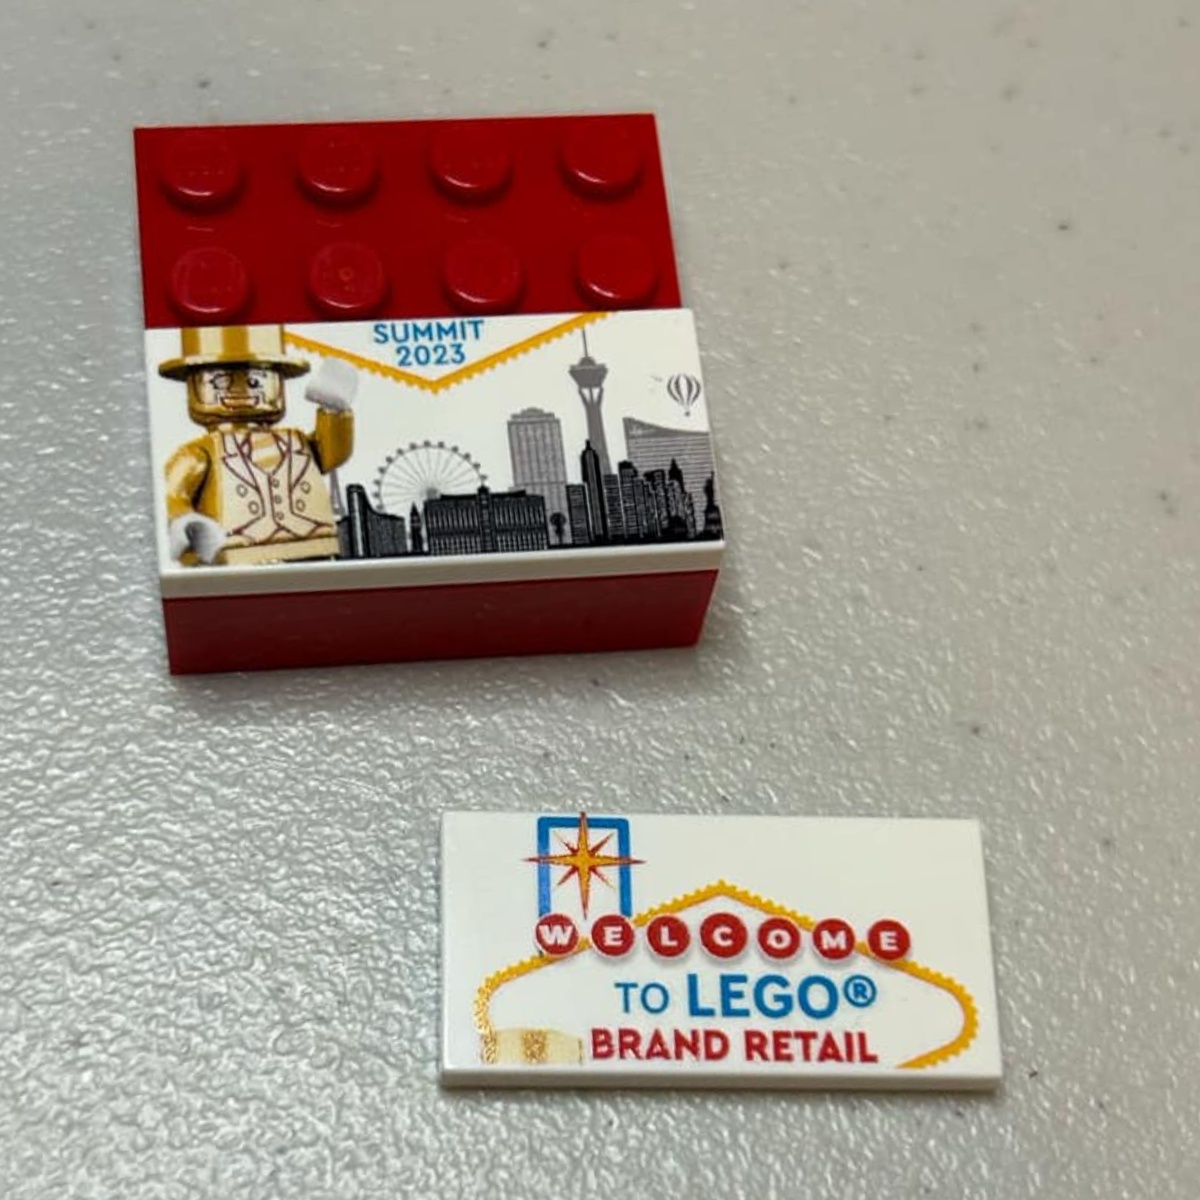 SUMMIT
2023
WELCOME
TO LEGO®
BRAND RETAIL